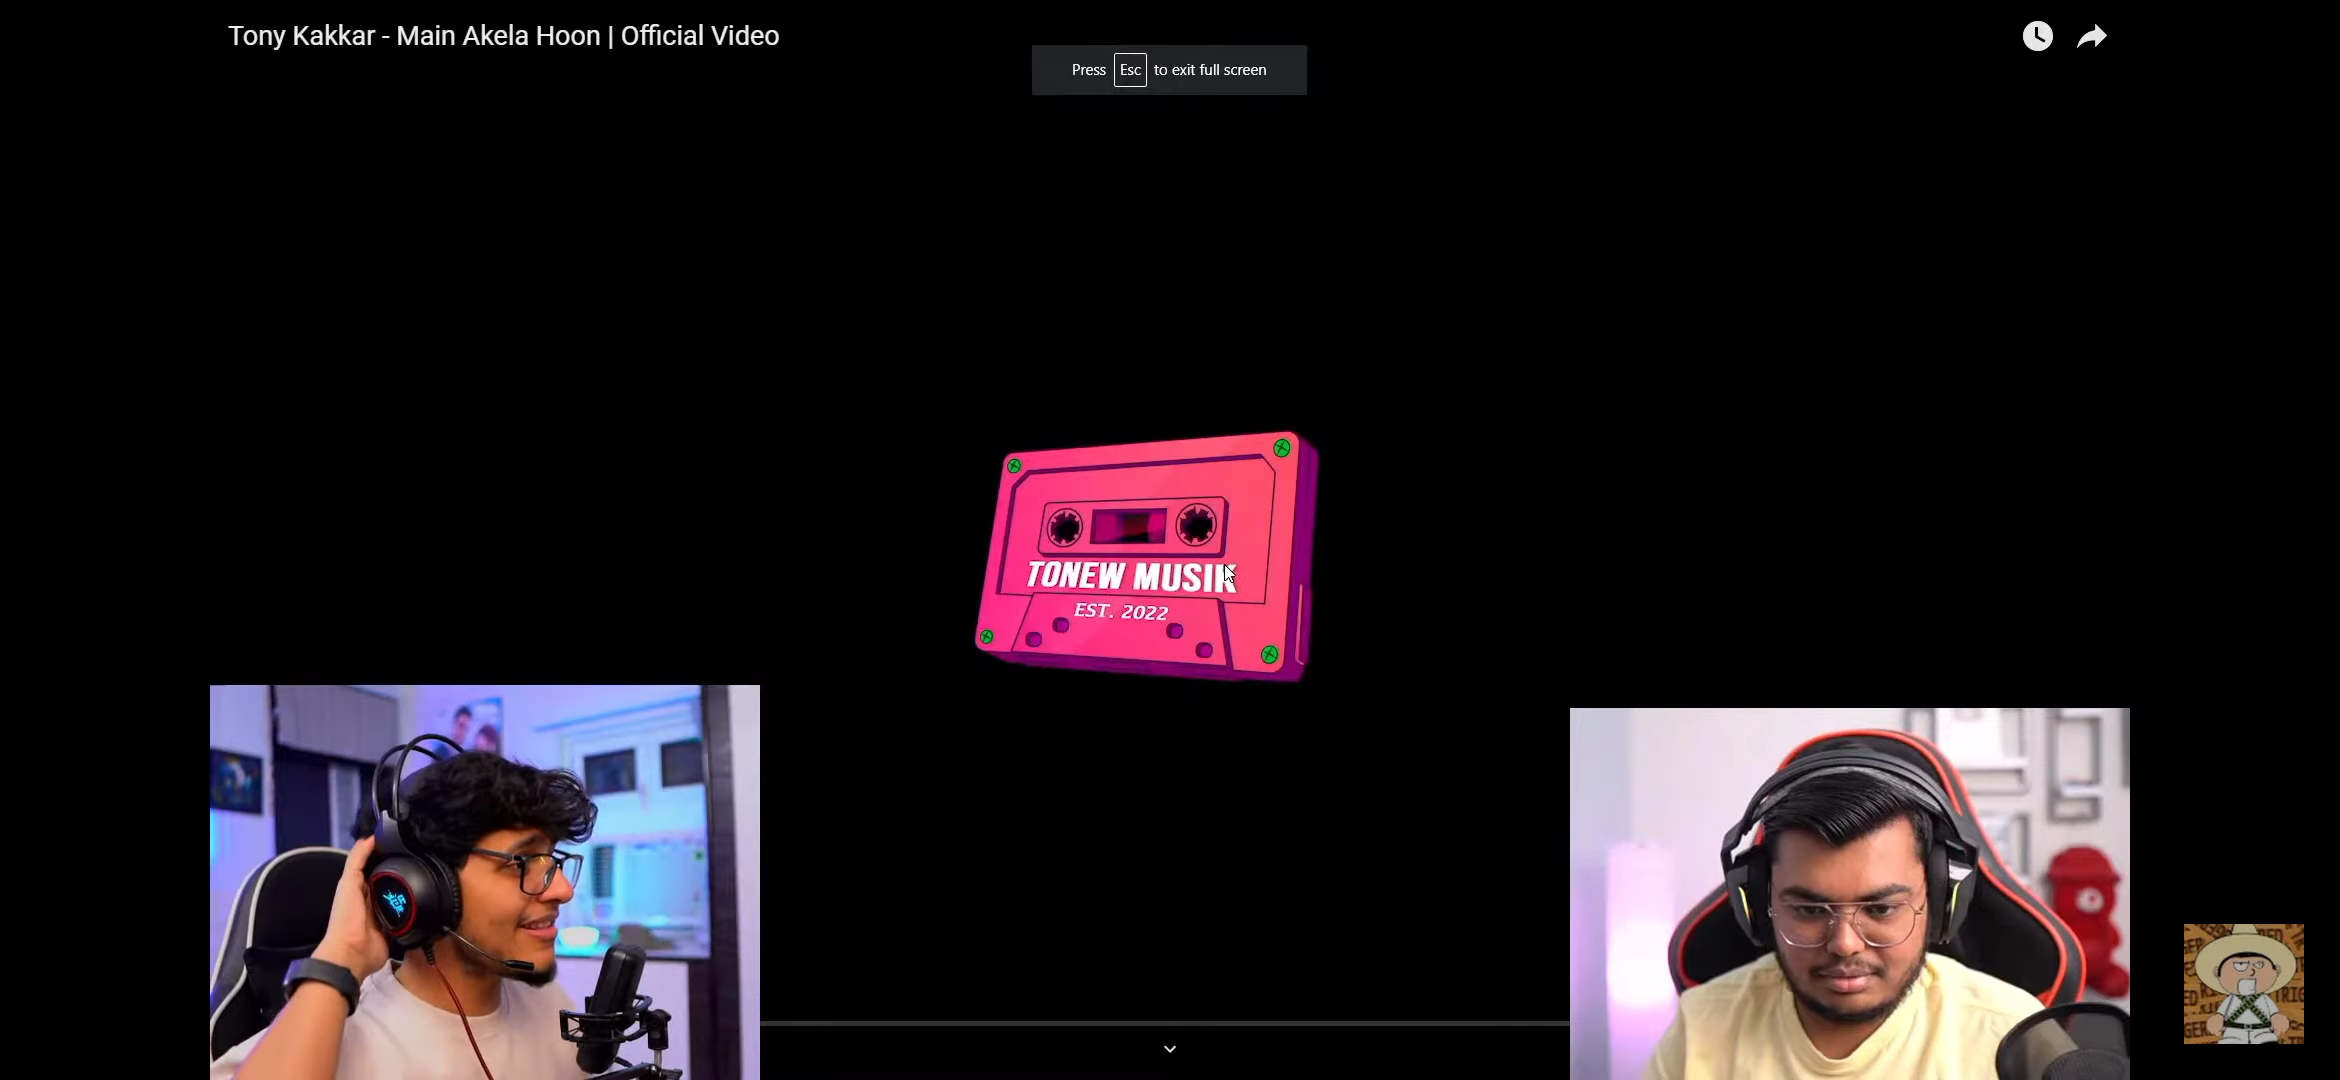 Tony Kakkar - Main Akela Hoon | Official Video
Press Esc to exit full screen
TONEW MUSIK
EST. 2022